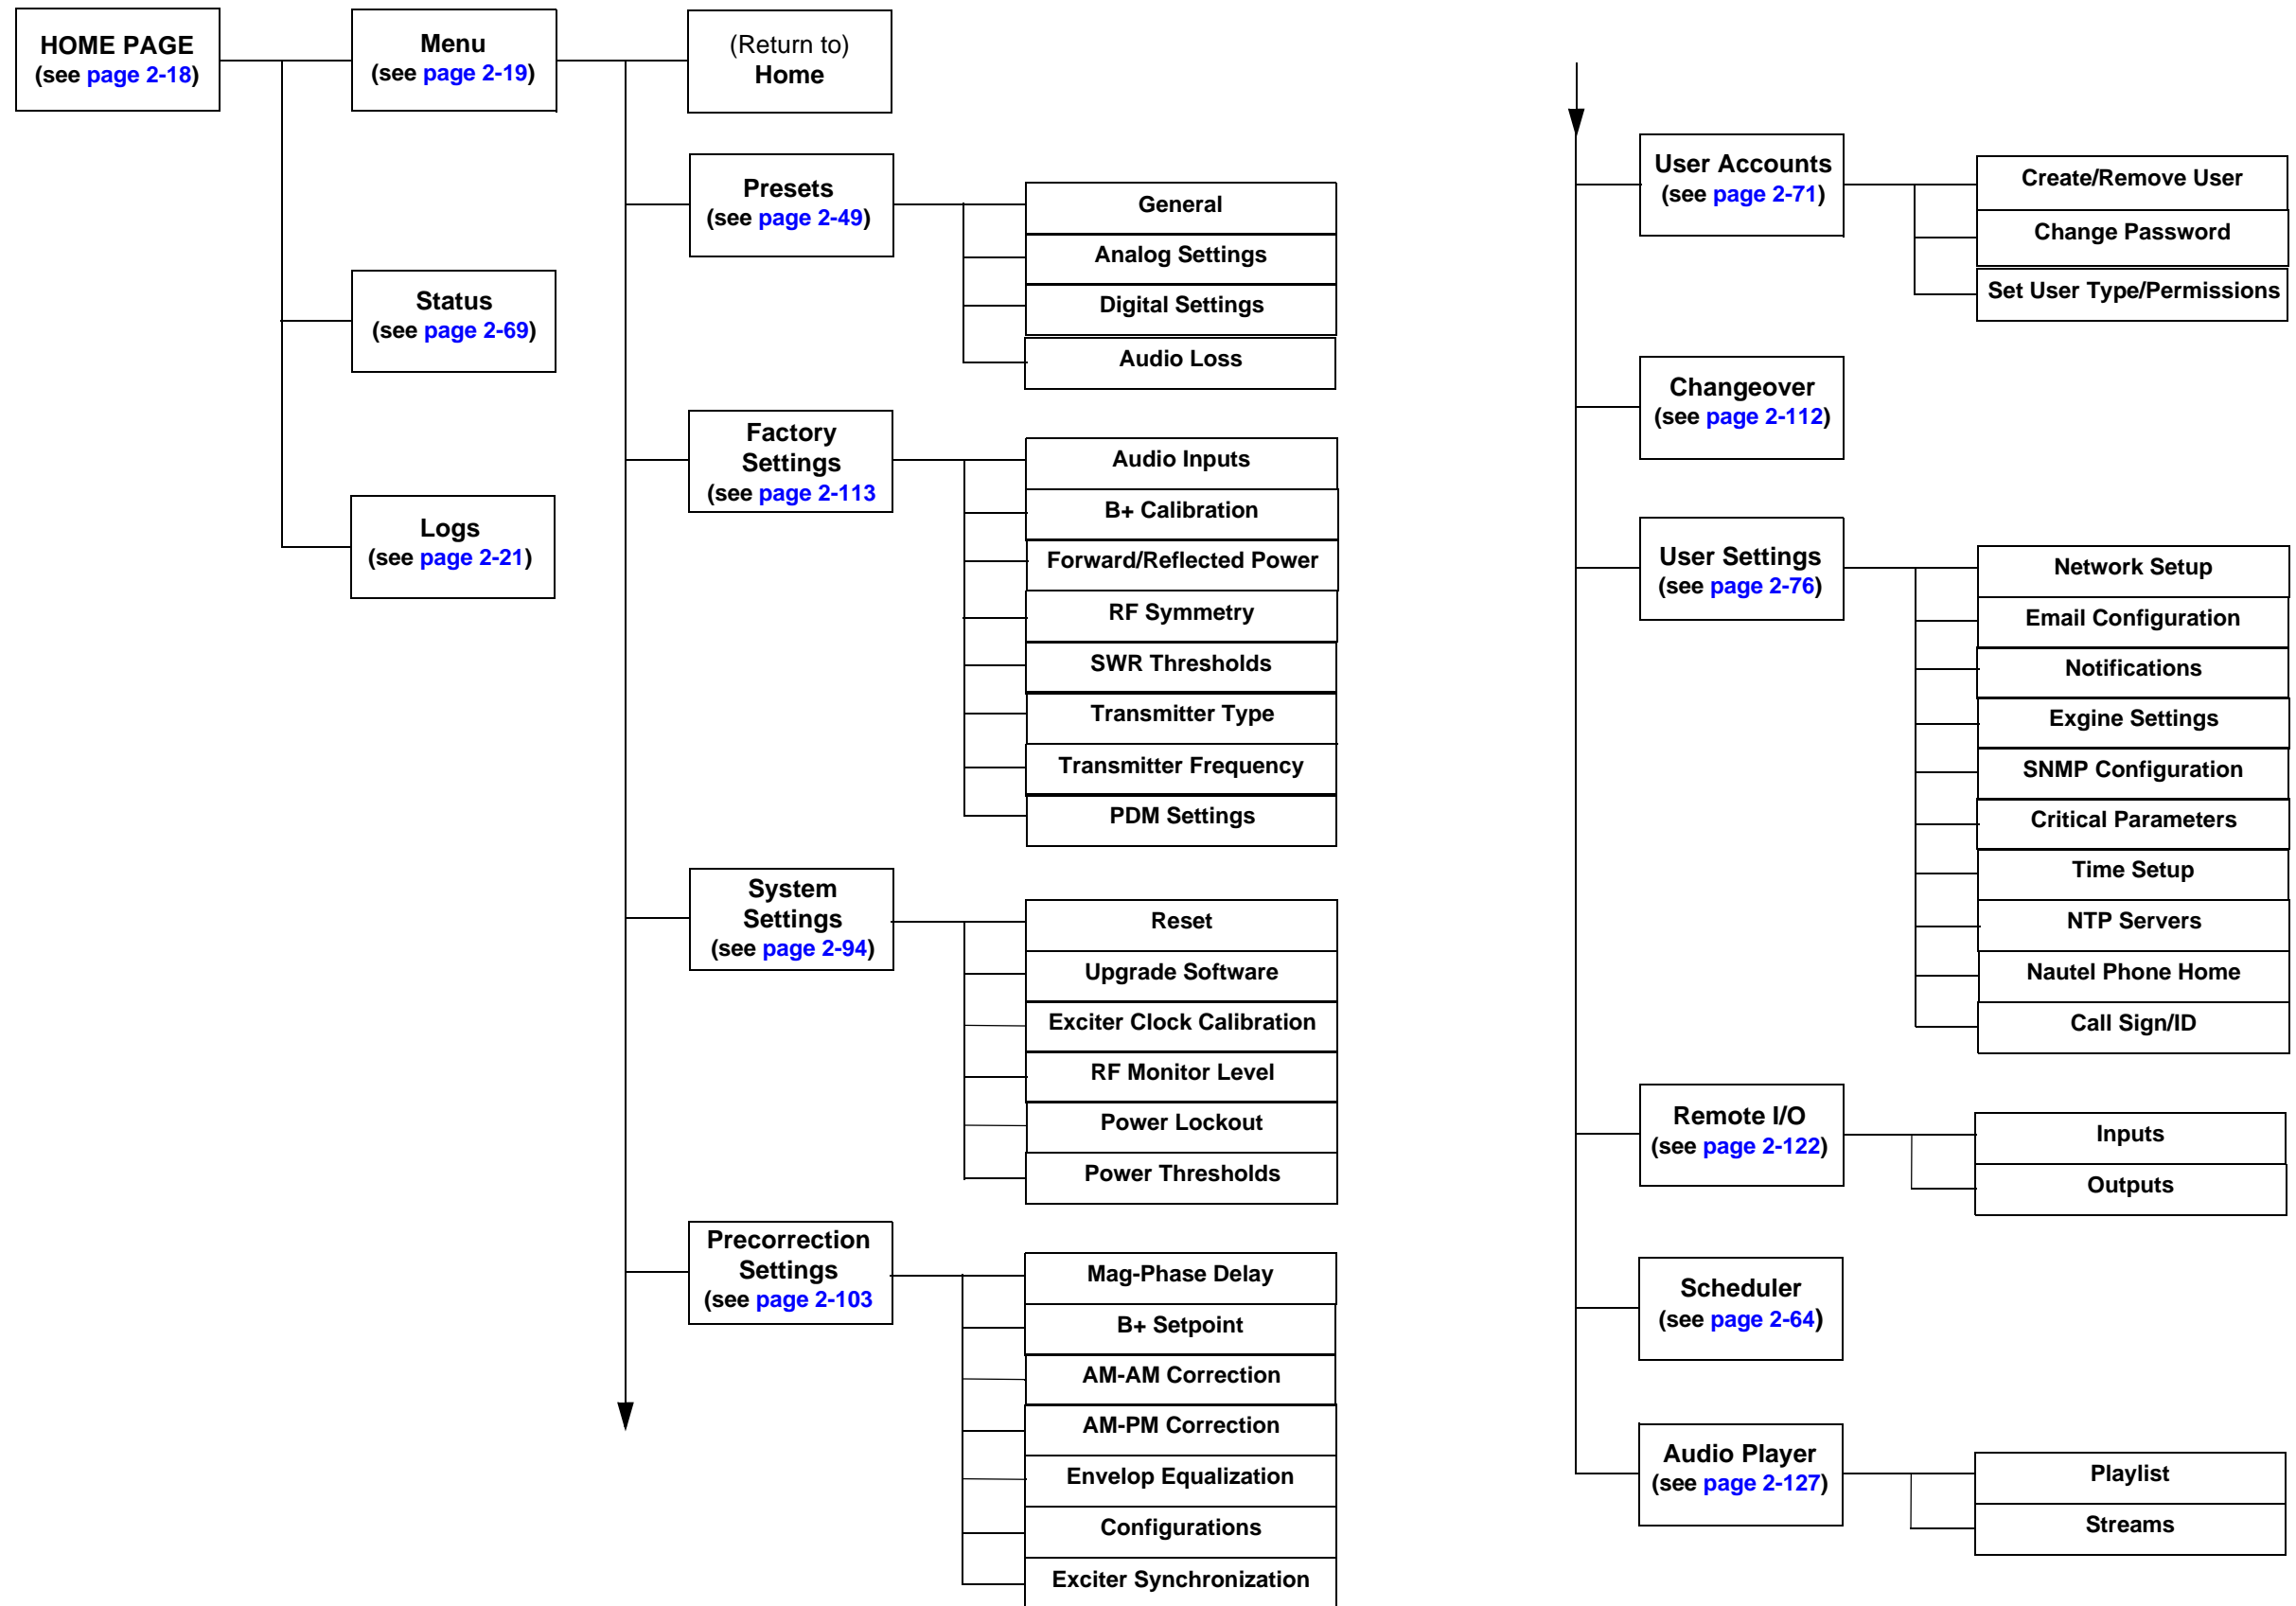 HOME PAGE
(see page 2-18)
Menu
(see page 2-19)
(Return to)
Home
Status
(see page 2-69)
Logs
(see page 2-21)
Presets
(see page 2-49)
General
Analog Settings
Digital Settings
Audio Loss
Factory
Settings
(see page 2-113
Audio Inputs
B+ Calibration
Forward/Reflected Power
RF Symmetry
SWR Thresholds
Transmitter Type
Transmitter Frequency
PDM Settings
System
Settings
(see page 2-94)
Reset
Upgrade Software
Exciter Clock Calibration
RF Monitor Level
Power Lockout
Power Thresholds
Precorrection
Settings
(see page 2-103
Mag-Phase Delay
B+ Setpoint
AM-AM Correction
AM-PM Correction
Envelop Equalization
Configurations
Exciter Synchronization
User Accounts
(see page 2-71)
Create/Remove User
Change Password
Set User Type/Permissions
Changeover
(see page 2-112)
User Settings
(see page 2-76)
Network Setup
Email Configuration
Notifications
Exgine Settings
SNMP Configuration
Critical Parameters
Time Setup
NTP Servers
Nautel Phone Home
Call Sign/ID
Remote I/O
(see page 2-122)
Inputs
Outputs
Scheduler
(see page 2-64)
Audio Player
(see page 2-127)
Playlist
Streams